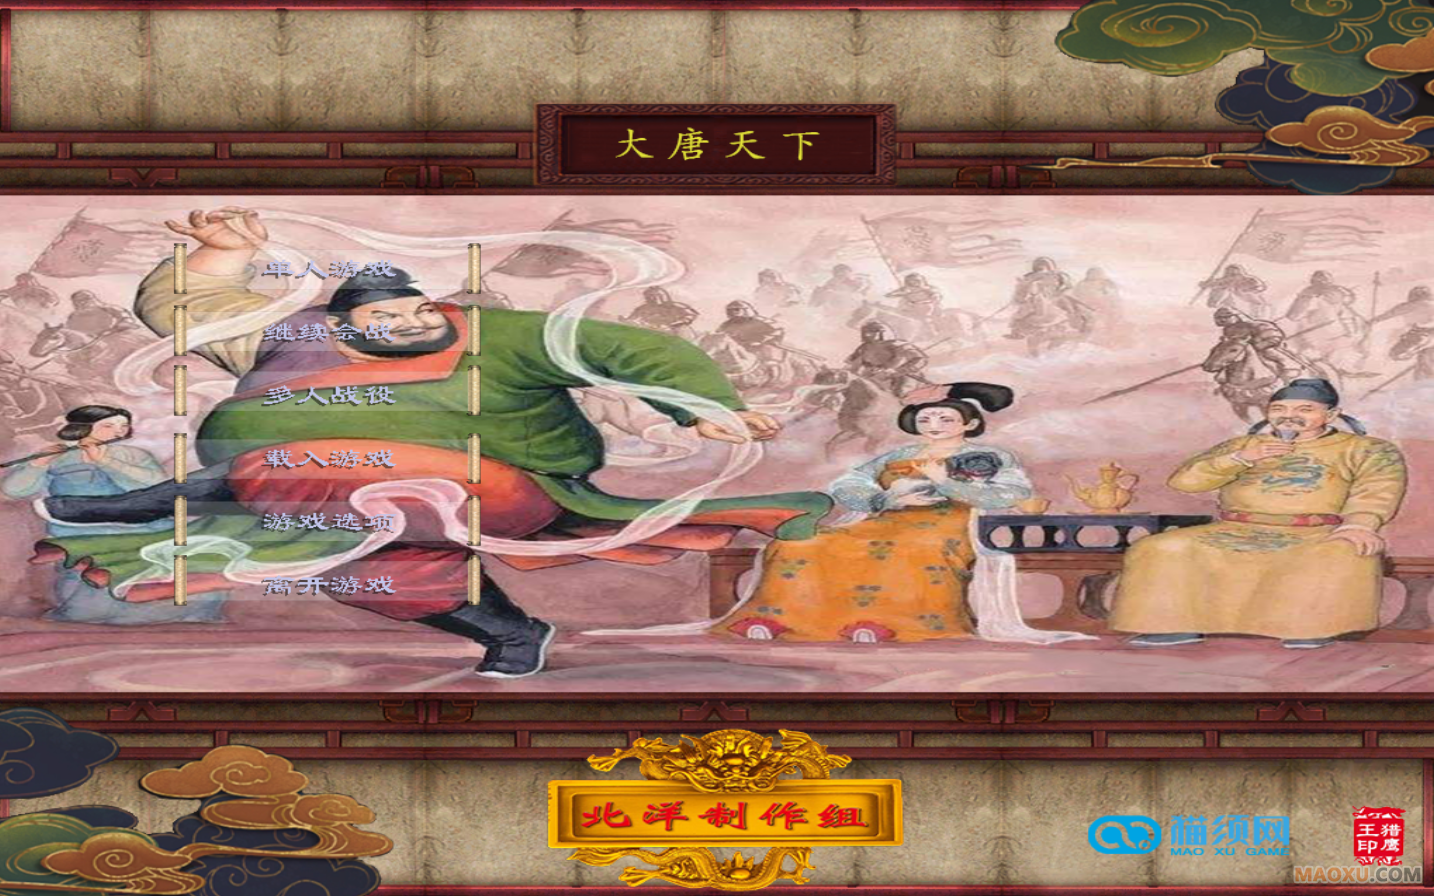 大唐天下
单人游戏
继续会战
多人战役
载入游戏
游戏选项
离开游戏
北洋制作组
猫须网
MAO XU GAME
猎鹰
王印
MAOXU.COM